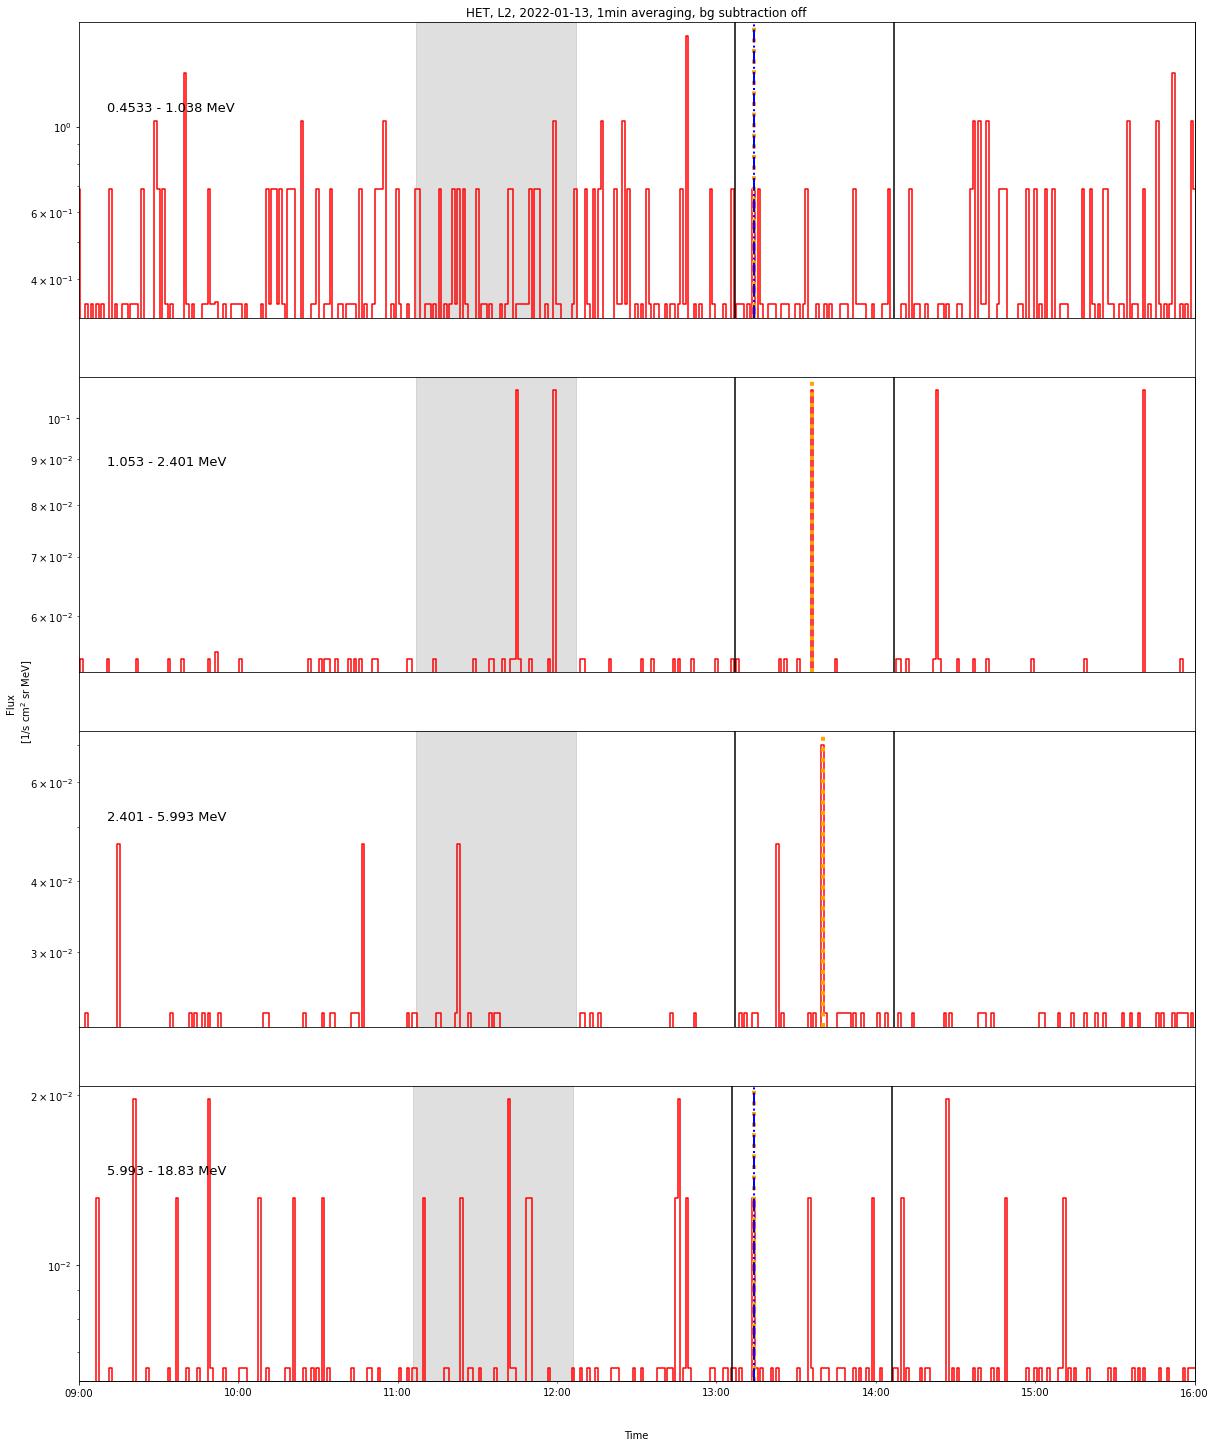 HET, L2, 2022-01-13, 1min averaging, bg subtraction off
0.4533 - 1.038 MeV
10⁰
6 × 10⁻¹
4 × 10⁻¹
10⁻¹
9 × 10⁻²
1.053 - 2.401 MeV
8 × 10⁻²
7 × 10⁻²
6 × 10⁻²
Flux
[1/s cm² sr MeV]
6 × 10⁻²
2.401 - 5.993 MeV
4 × 10⁻²
3 × 10⁻²
2 × 10⁻²
5.993 - 18.83 MeV
10⁻²
09:00 10:00 11:00 12:00 13:00 14:00 15:00 16:00
Time